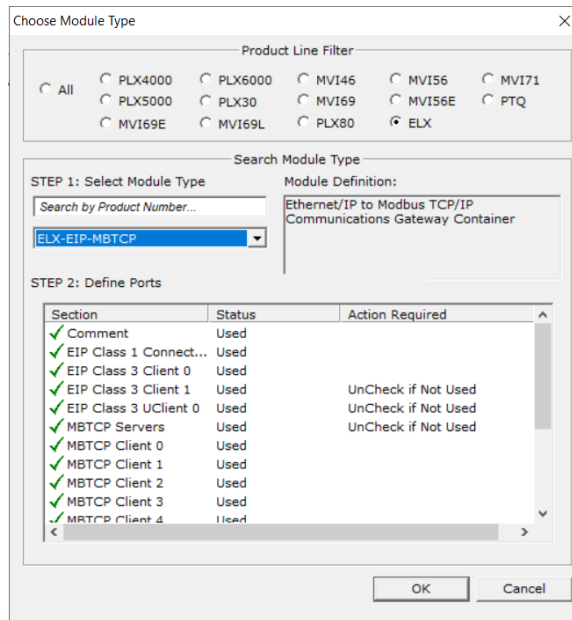 Choose Module Type
Product Line Filter
All
PLX4000 PLX6000 MVI46 MVI56 MVI71
PLX5000 PLX30 MVI69 MVI56E PTQ
MVI69E MVI69L PLX80 ELX
Search Module Type
STEP 1: Select Module Type
Search by Product Number...
ELX-EIP-MBTCP
Module Definition:
Ethernet/IP to Modbus TCP/IP
Communications Gateway Container
STEP 2: Define Ports
Section Status Action Required
Comment Used
EIP Class 1 Connect... Used
EIP Class 3 Client 0 Used
EIP Class 3 Client 1 Used UnCheck if Not Used
EIP Class 3 UClient 0 Used UnCheck if Not Used
MBTCP Servers Used UnCheck if Not Used
MBTCP Client 0 Used
MBTCP Client 1 Used
MBTCP Client 2 Used
MBTCP Client 3 Used
MBTCP Client 4 Used
OK Cancel